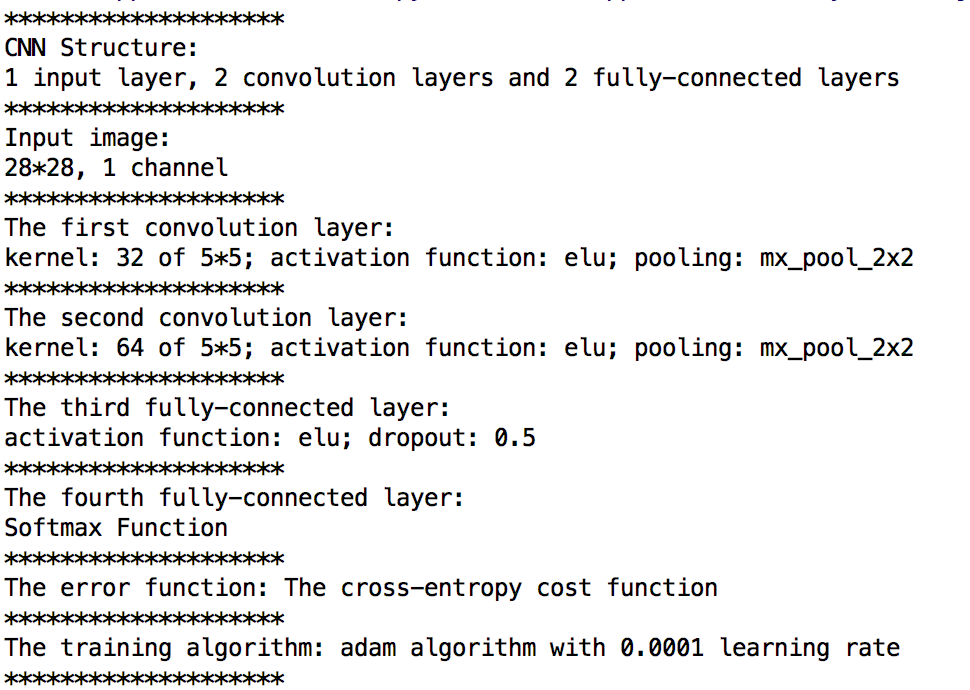 ********************
CNN Structure:
1 input layer, 2 convolution layers and 2 fully-connected layers
********************
Input image:
28*28, 1 channel
********************
The first convolution layer:
kernel: 32 of 5*5; activation function: elu; pooling: mx_pool_2x2
********************
The second convolution layer:
kernel: 64 of 5*5; activation function: elu; pooling: mx_pool_2x2
********************
The third fully-connected layer:
activation function: elu; dropout: 0.5
********************
The fourth fully-connected layer:
Softmax Function
********************
The error function: The cross-entropy cost function
********************
The training algorithm: adam algorithm with 0.0001 learning rate
********************